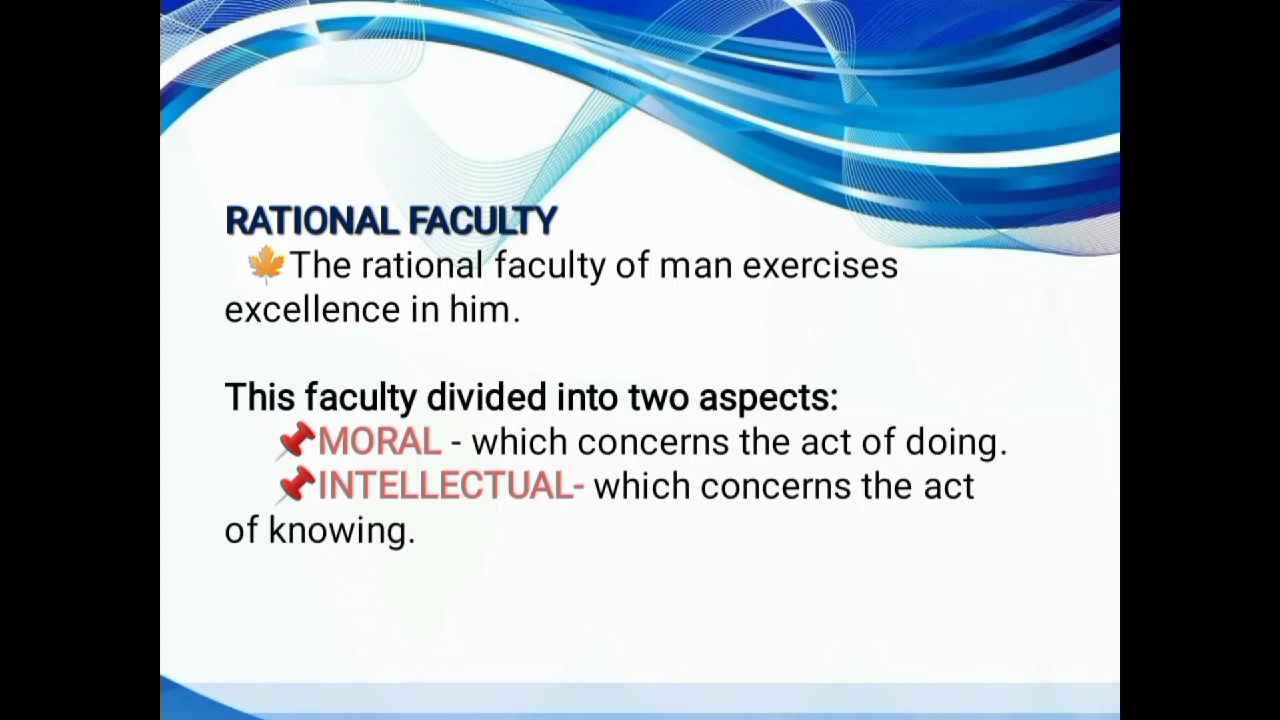 RATIONAL FACULTY
🍁The rational faculty of man exercises
excellence in him.
This faculty divided into two aspects:
📌MORAL - which concerns the act of doing.
📌INTELLECTUAL- which concerns the act
of knowing.